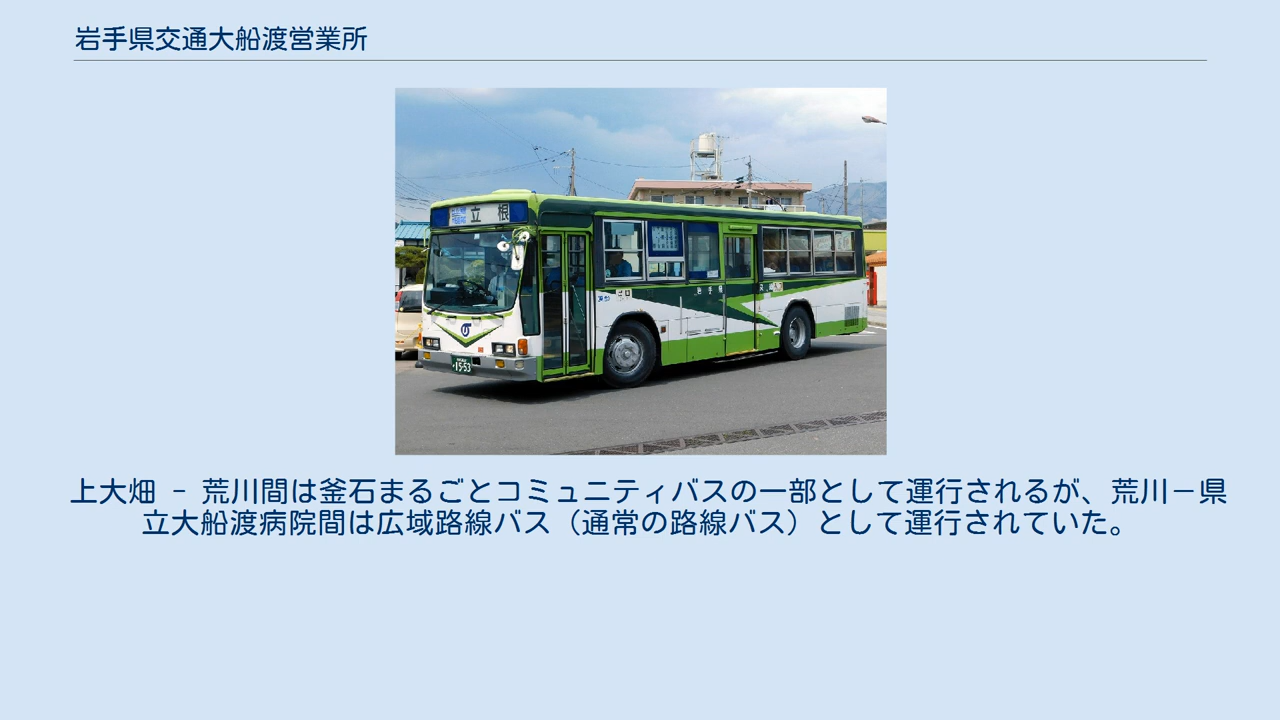 岩手県交通大船渡営業所
立根
1553
上大畑 - 荒川間は釜石まるごとコミュニティバスの一部として運行されるが、荒川－県
立大船渡病院間は広域路線バス（通常の路線バス）として運行されていた。